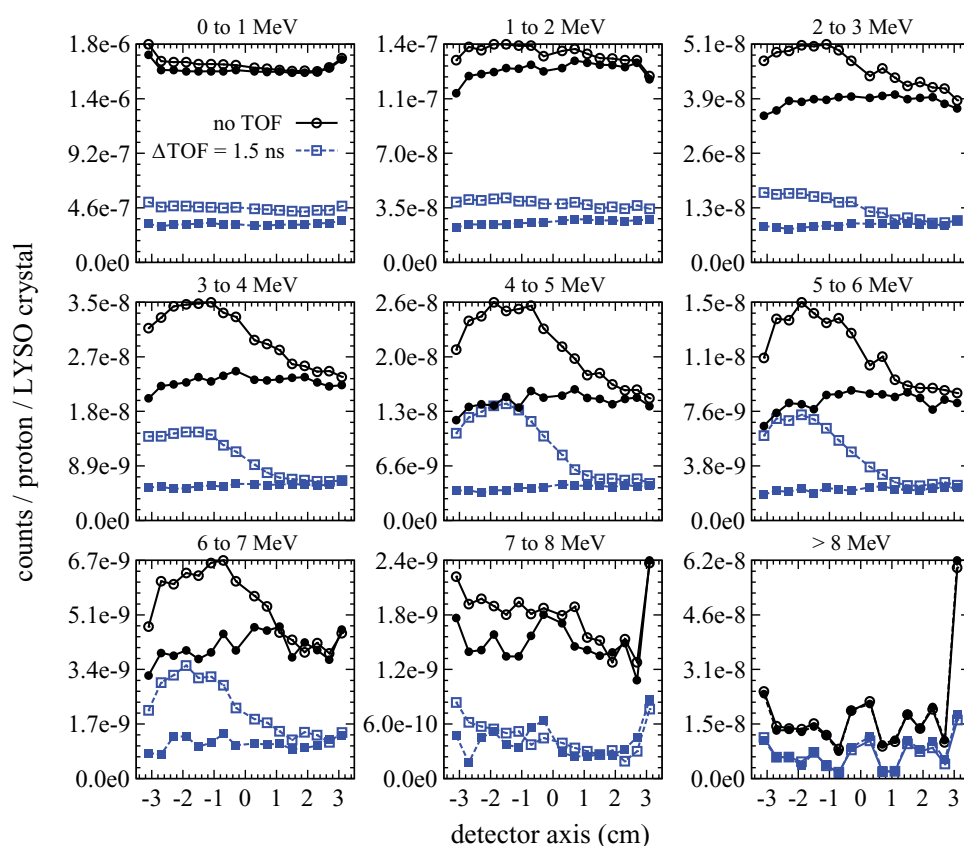 0 to 1 MeV 1 to 2 MeV 2 to 3 MeV
1.8e-6 1.4e-7 5.1e-8
1.4e-6 1.1e-7 3.9e-8
no TOF
9.2e-7 7.0e-8 2.6e-8
ΔTOF = 1.5 ns
4.6e-7 3.5e-8 1.3e-8
0.0e0 0.0e0 0.0e0
3 to 4 MeV 4 to 5 MeV 5 to 6 MeV
3.5e-8 2.6e-8 1.5e-8
2.7e-8 2.0e-8 1.1e-8
1.8e-8 1.3e-8 7.6e-9
8.9e-9 6.6e-9 3.8e-9
0.0e0 0.0e0 0.0e0
counts / proton / LYSO crystal
6 to 7 MeV 7 to 8 MeV > 8 MeV
6.7e-9 2.4e-9 6.2e-8
5.1e-9 1.8e-9 4.6e-8
3.4e-9 1.2e-9 3.1e-8
1.7e-9 6.0e-10 1.5e-8
0.0e0 0.0e0 0.0e0
-3 -2 -1 0 1 2 3 -3 -2 -1 0 1 2 3 -3 -2 -1 0 1 2 3
detector axis (cm)